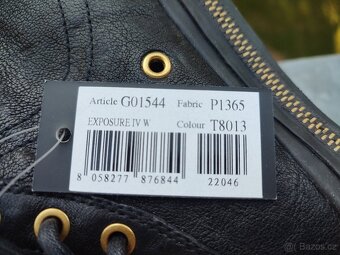 Article G01544 Fabric P1365
EXPOSURE IV W Colour T8013
8 058277 876844 22046
bazos.cz